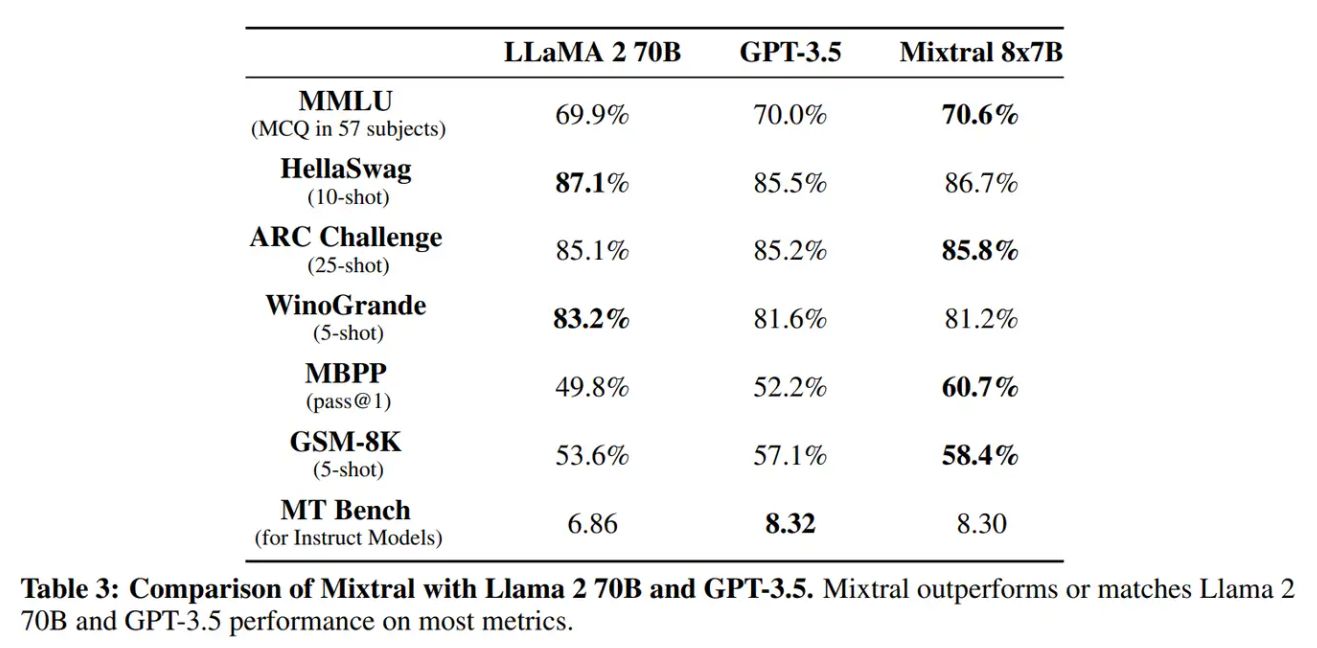 LLaMA 2 70B GPT-3.5 Mixtral 8x7B
MMLU
(MCQ in 57 subjects) 69.9% 70.0% 70.6%
HellaSwag
(10-shot) 87.1% 85.5% 86.7%
ARC Challenge
(25-shot) 85.1% 85.2% 85.8%
WinoGrande
(5-shot) 83.2% 81.6% 81.2%
MBPP
(pass@1) 49.8% 52.2% 60.7%
GSM-8K
(5-shot) 53.6% 57.1% 58.4%
MT Bench
(for Instruct Models) 6.86 8.32 8.30
Table 3: Comparison of Mixtral with Llama 2 70B and GPT-3.5. Mixtral outperforms or matches Llama 2
70B and GPT-3.5 performance on most metrics.